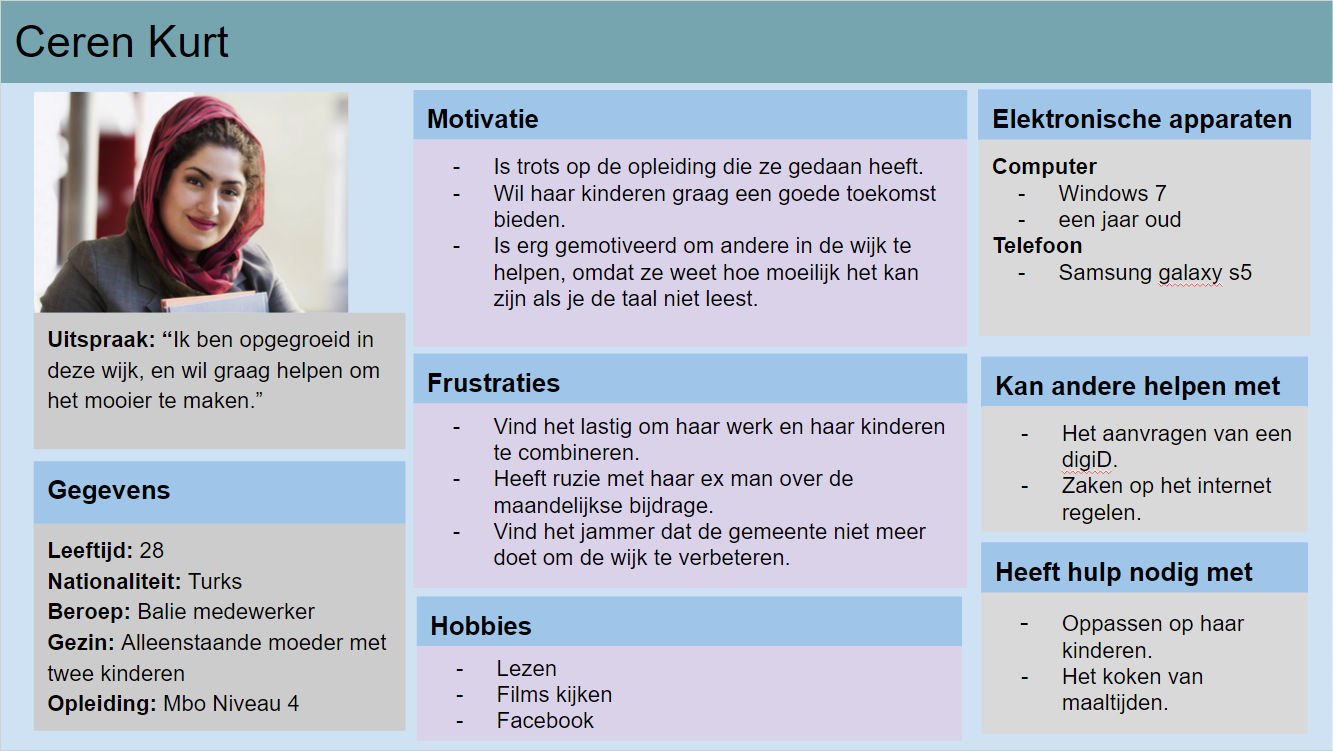 Ceren Kurt
Uitspraak: “Ik ben opgegroeid in
deze wijk, en wil graag helpen om
het mooier te maken.”
Gegevens
Leeftijd: 28
Nationaliteit: Turks
Beroep: Balie medewerker
Gezin: Alleenstaande moeder met
twee kinderen
Opleiding: Mbo Niveau 4
Motivatie
- Is trots op de opleiding die ze gedaan heeft.
- Wil haar kinderen graag een goede toekomst
bieden.
- Is erg gemotiveerd om andere in de wijk te
helpen, omdat ze weet hoe moeilijk het kan
zijn als je de taal niet leest.
Frustraties
- Vind het lastig om haar werk en haar kinderen
te combineren.
- Heeft ruzie met haar ex man over de
maandelijkse bijdrage.
- Vind het jammer dat de gemeente niet meer
doet om de wijk te verbeteren.
Hobbies
- Lezen
- Films kijken
- Facebook
Elektronische apparaten
Computer
- Windows 7
- een jaar oud
Telefoon
- Samsung galaxy s5
Kan andere helpen met
- Het aanvragen van een
digiD.
- Zaken op het internet
regelen.
Heeft hulp nodig met
- Oppassen op haar
kinderen.
- Het koken van
maaltijden.